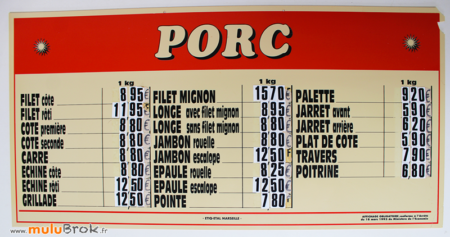 PORC
1 kg
FILET côte 8,95€
FILET rôti 11,95€
COTE première 8,80€
COTE seconde 8,80€
CARRE 8,80€
ECHINE côte 8,80€
ECHINE rôti 12,50€
GRILLADE 12,50€
1 kg
FILET MIGNON 15,70€
LONGE avec filet mignon 8,95€
LONGE sans filet mignon 8,80€
JAMBON rouelle 8,80€
JAMBON escalope 12,50€
EPAULE rouelle 8,25€
EPAULE escalope 12,50€
POINTE 7,80€
1 kg
PALETTE 9,20€
JARRET avant 5,90€
JARRET arrière 6,20€
PLAT DE COTE 5,90€
TRAVERS 7,90€
POITRINE 6,80€
www.muluBrok.fr